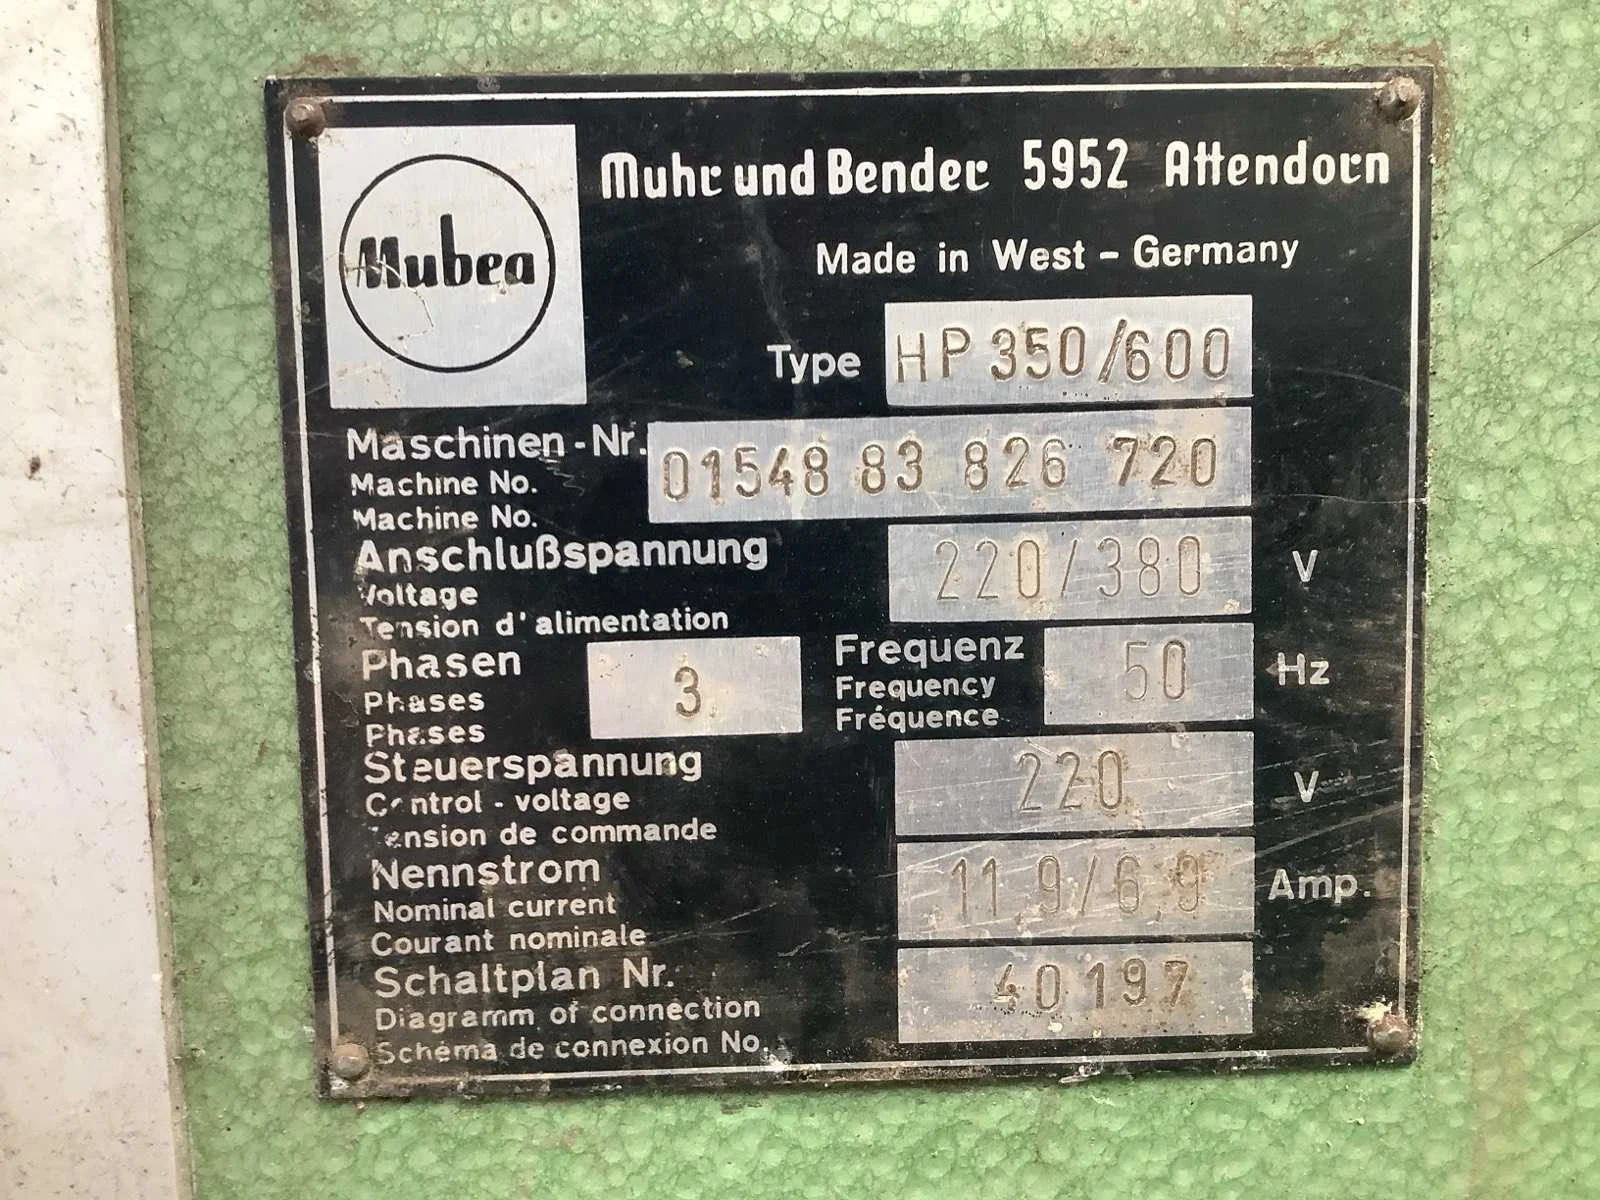 Mubea
Muhr und Bender 5952 Attendorn
Made in West - Germany
Type HP 350/600
Maschinen-Nr. 01548 83 826 720
Machine No.
Machine No.
Anschlußspannung 220/380 V
Voltage
Tension d'alimentation
Phasen 3 Frequenz 50 Hz
Phases Frequency
Phases Fréquence
Steuerspannung 220 V
Control - voltage
Tension de commande
Nennstrom 11,9/6,9 Amp.
Nominal current
Courant nominale
Schaltplan Nr. 40197
Diagramm of connection
Schéma de connexion No.